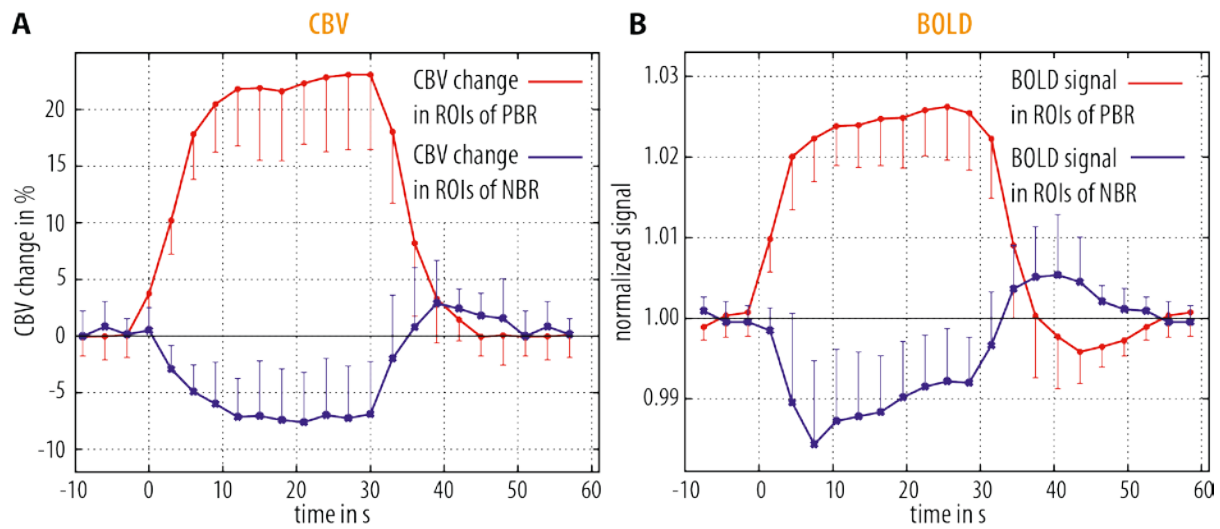 A
CBV
CBV change
in ROIs of PBR
CBV change
in ROIs of NBR
CBV change in %
20
15
10
5
0
-5
-10
-10 0 10 20 30 40 50 60
time in s
B
BOLD
BOLD signal
in ROIs of PBR
BOLD signal
in ROIs of NBR
normalized signal
1.03
1.02
1.01
1.00
0.99
-10 0 10 20 30 40 50 60
time in s